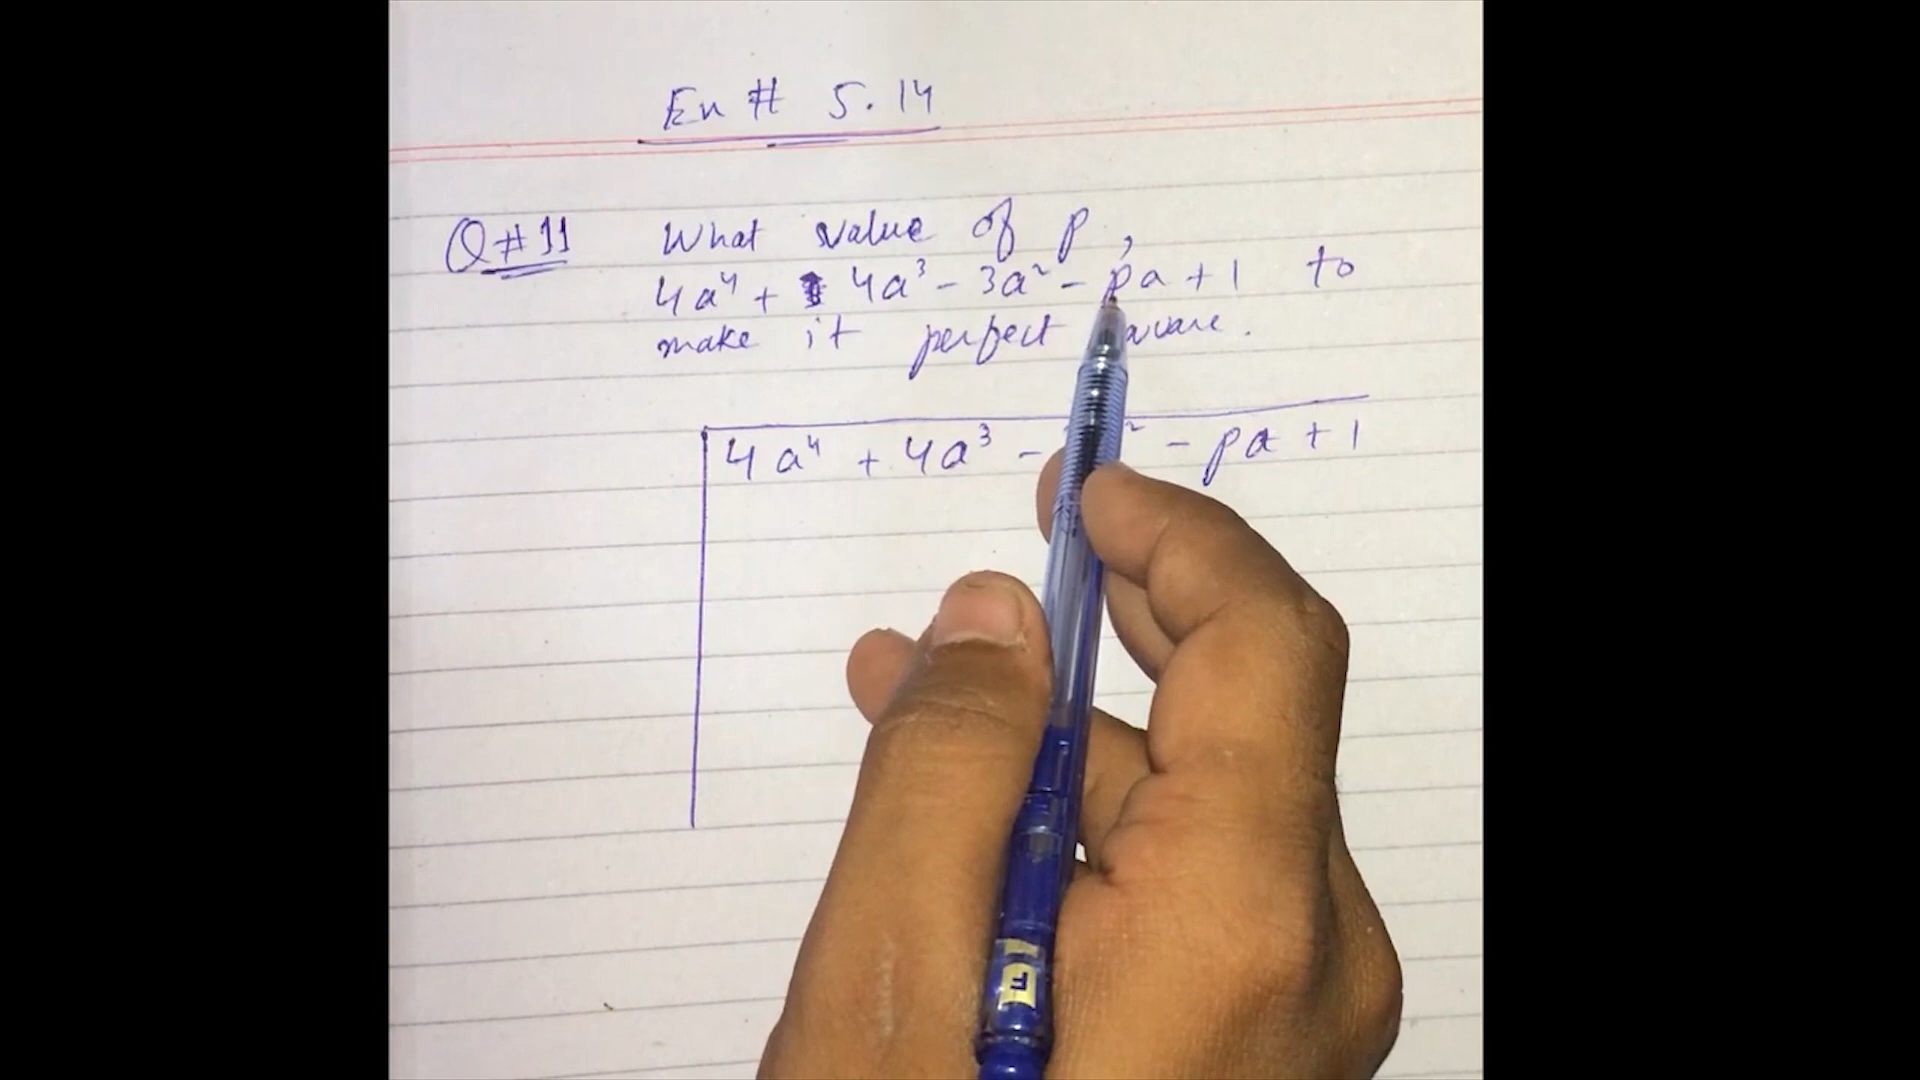 Ex # 5.14
Q#11 What value of p,
4a⁴ + 4a³ - 3a² - pa + 1 to
make it perfect
4a⁴ + 4a³ - ² - pa + 1
F